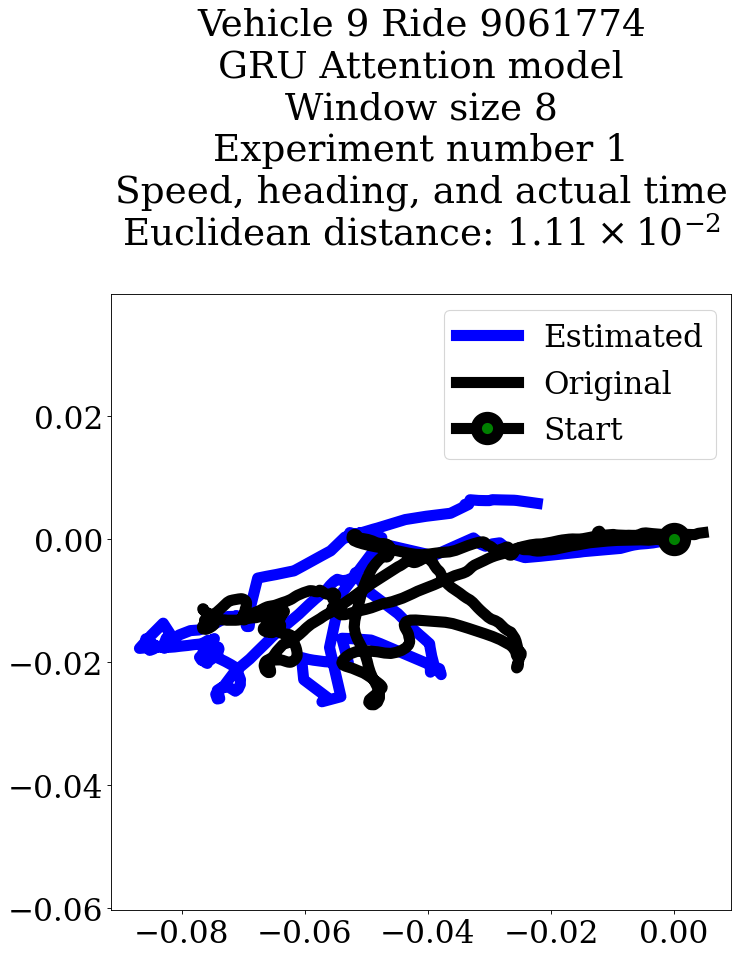 Vehicle 9 Ride 9061774
GRU Attention model
Window size 8
Experiment number 1
Speed, heading, and actual time
Euclidean distance: 1.11 × 10⁻²
Estimated
Original
Start
0.02
0.00
−0.02
−0.04
−0.06
−0.08 −0.06 −0.04 −0.02 0.00